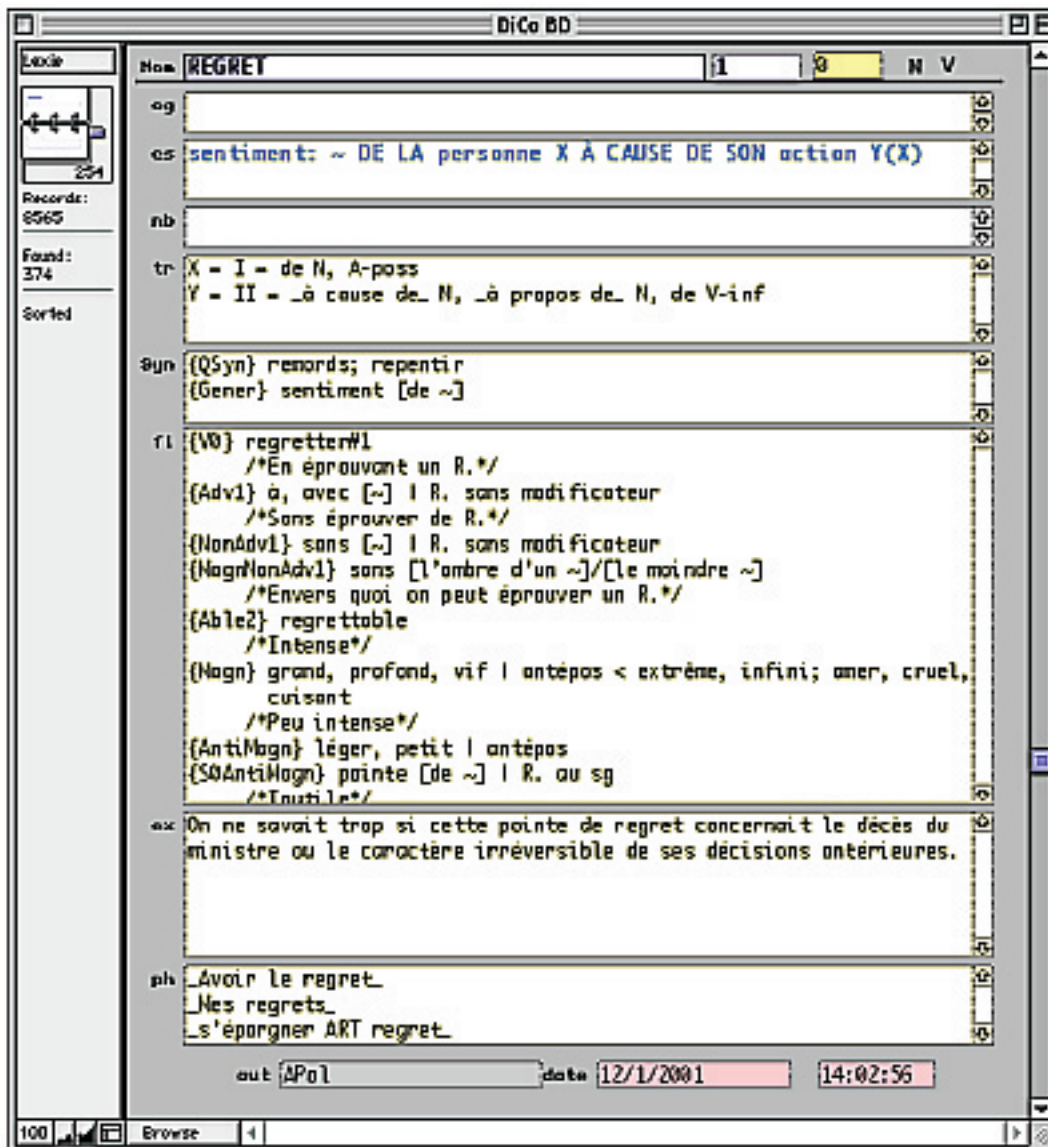 DiCo BD
Lexie
254
Records:
8565
Found:
374
Sorted
Nom REGRET 1 0 N V
ag
cs sentiment: ~ DE LA personne X À CAUSE DE SON action Y(X)
nb
tr X = I = de N, A-poss
Y = II = _à cause de_ N, _à propos de_ N, de V-inf
Syn {QSyn} remords; repentir
{Gener} sentiment [de ~]
fl {V0} regretter#1
/*En éprouvant un R.*/
{Adv1} à, avec [~] | R. sans modificateur
/*Sans éprouver de R.*/
{NonAdv1} sans [~] | R. sans modificateur
{MagnNonAdv1} sans [l'ombre d'un ~]/[le moindre ~]
/*Envers quoi on peut éprouver un R.*/
{Able2} regrettable
/*Intense*/
{Magn} grand, profond, vif | antépos < extrême, infini; amer, cruel,
cuisant
/*Peu intense*/
{AntiMagn} léger, petit | antépos
{S0AntiMagn} pointe [de ~] | R. au sg
/*Inutile*/
ex On ne savait trop si cette pointe de regret concernait le décès du
ministre ou le caractère irréversible de ses décisions antérieures.
ph _Avoir le regret_
_Mes regrets_
_s'épargner ART regret_
aut APol date 12/1/2001 14:02:56
100 Browse